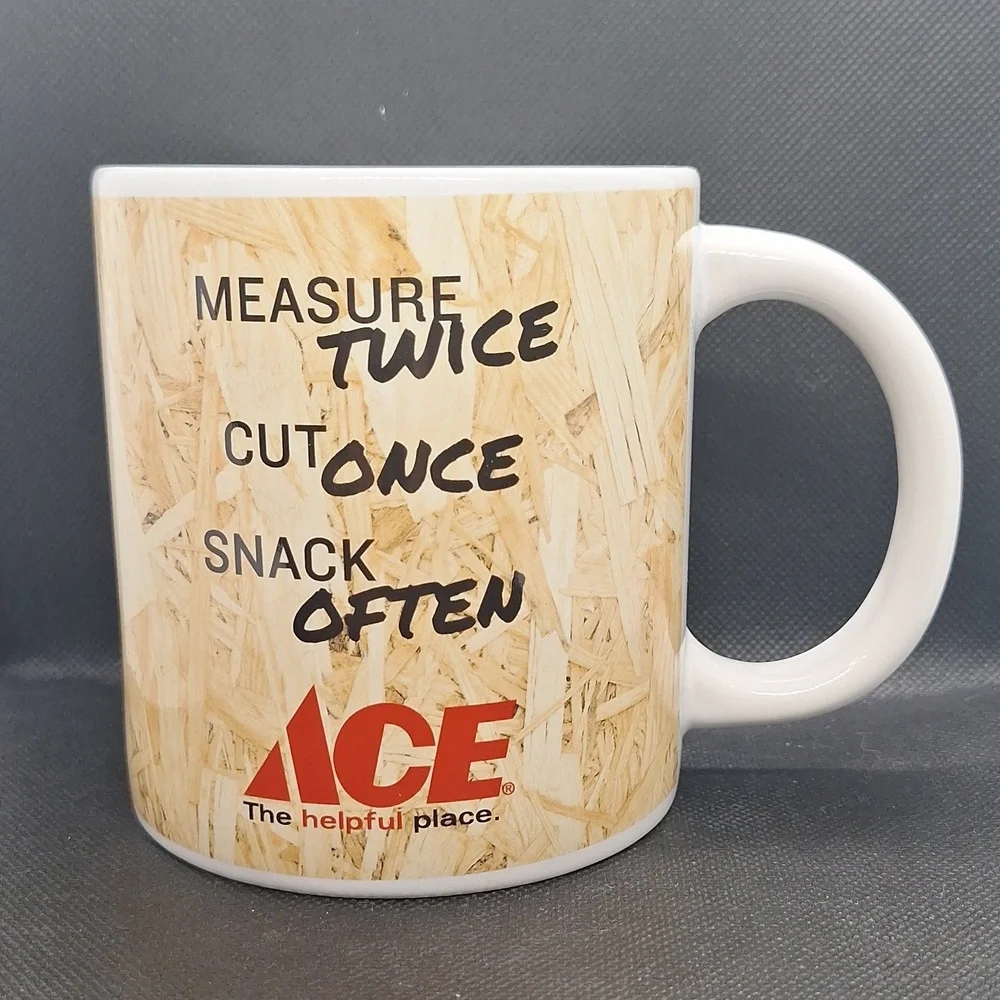 MEASURE
TWICE
CUT ONCE
SNACK
OFTEN
ACE®
The helpful place.